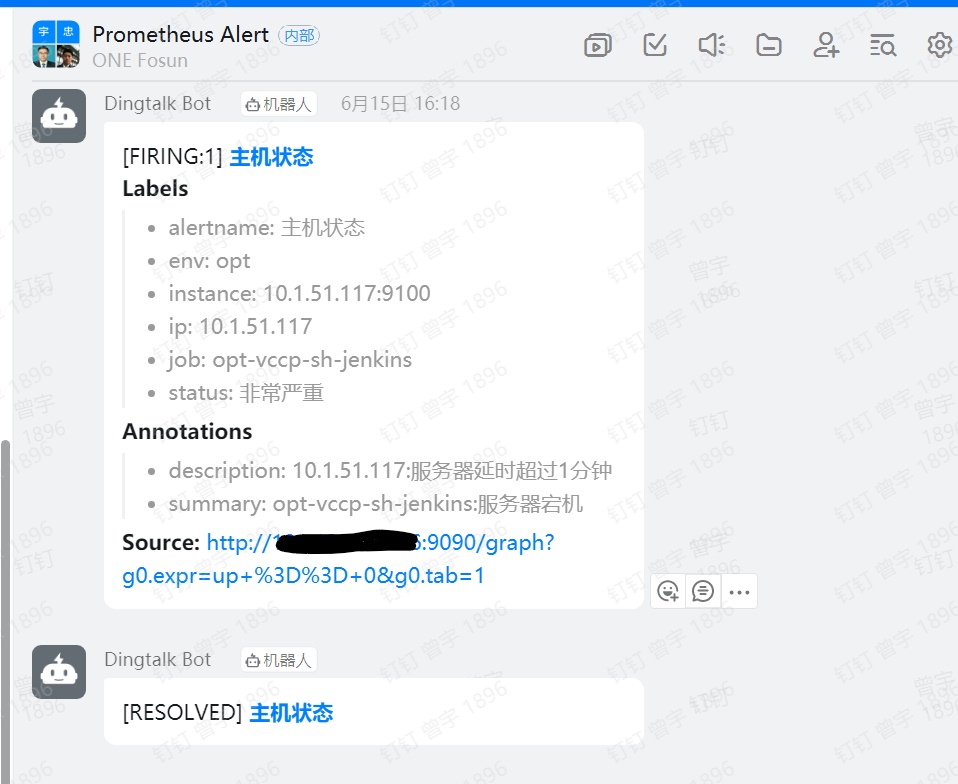 宇 忠
Prometheus Alert 内部
ONE Fosun
Dingtalk Bot 机器人 6月15日 16:18
[FIRING:1] 主机状态
Labels
• alertname: 主机状态
• env: opt
• instance: 10.1.51.117:9100
• ip: 10.1.51.117
• job: opt-vccp-sh-jenkins
• status: 非常严重
Annotations
• description: 10.1.51.117:服务器延时超过1分钟
• summary: opt-vccp-sh-jenkins:服务器宕机
Source: http://1 :9090/graph?
g0.expr=up+%3D%3D+0&g0.tab=1
Dingtalk Bot 机器人
[RESOLVED] 主机状态
钉钉 曾宇 1896